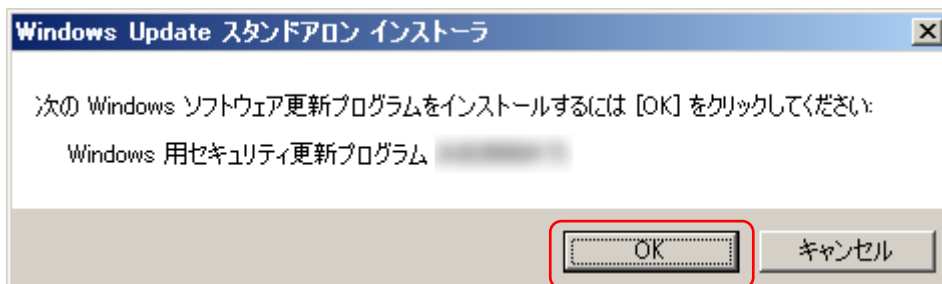 Windows Update スタンドアロン インストーラ
次の Windows ソフトウェア更新プログラムをインストールするには [OK] をクリックしてください:
Windows 用セキュリティ更新プログラム
OK
キャンセル